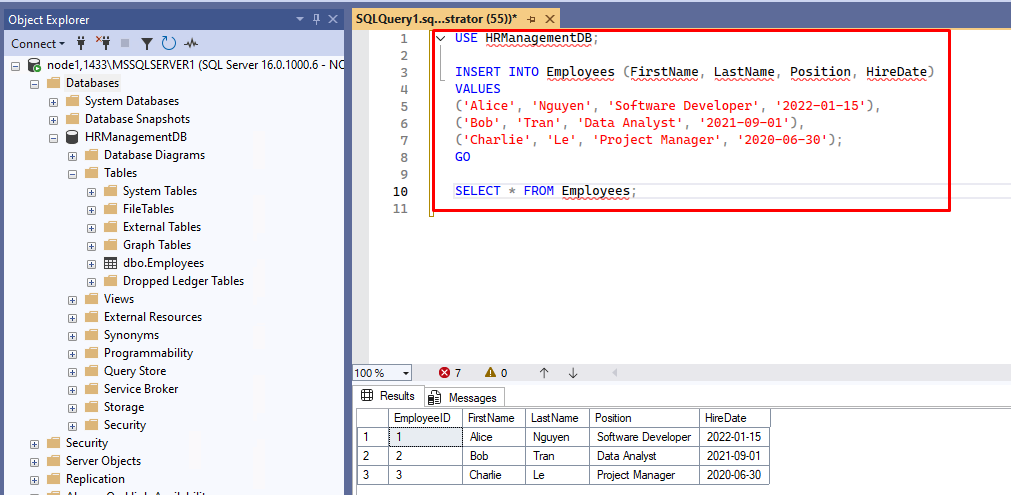 Object Explorer
Connect
node1,1433\MSSQLSERVER1 (SQL Server 16.0.1000.6 - NO
Databases
System Databases
Database Snapshots
HRManagementDB
Database Diagrams
Tables
System Tables
FileTables
External Tables
Graph Tables
dbo.Employees
Dropped Ledger Tables
Views
External Resources
Synonyms
Programmability
Query Store
Service Broker
Storage
Security
Security
Server Objects
Replication
SQLQuery1.sq...strator (55))*
1 USE HRManagementDB;
2
3 INSERT INTO Employees (FirstName, LastName, Position, HireDate)
4 VALUES
5 ('Alice', 'Nguyen', 'Software Developer', '2022-01-15'),
6 ('Bob', 'Tran', 'Data Analyst', '2021-09-01'),
7 ('Charlie', 'Le', 'Project Manager', '2020-06-30');
8 GO
9
10 SELECT * FROM Employees;
11
100 % 7 0
Results Messages
EmployeeID FirstName LastName Position HireDate
1 1 Alice Nguyen Software Developer 2022-01-15
2 2 Bob Tran Data Analyst 2021-09-01
3 3 Charlie Le Project Manager 2020-06-30